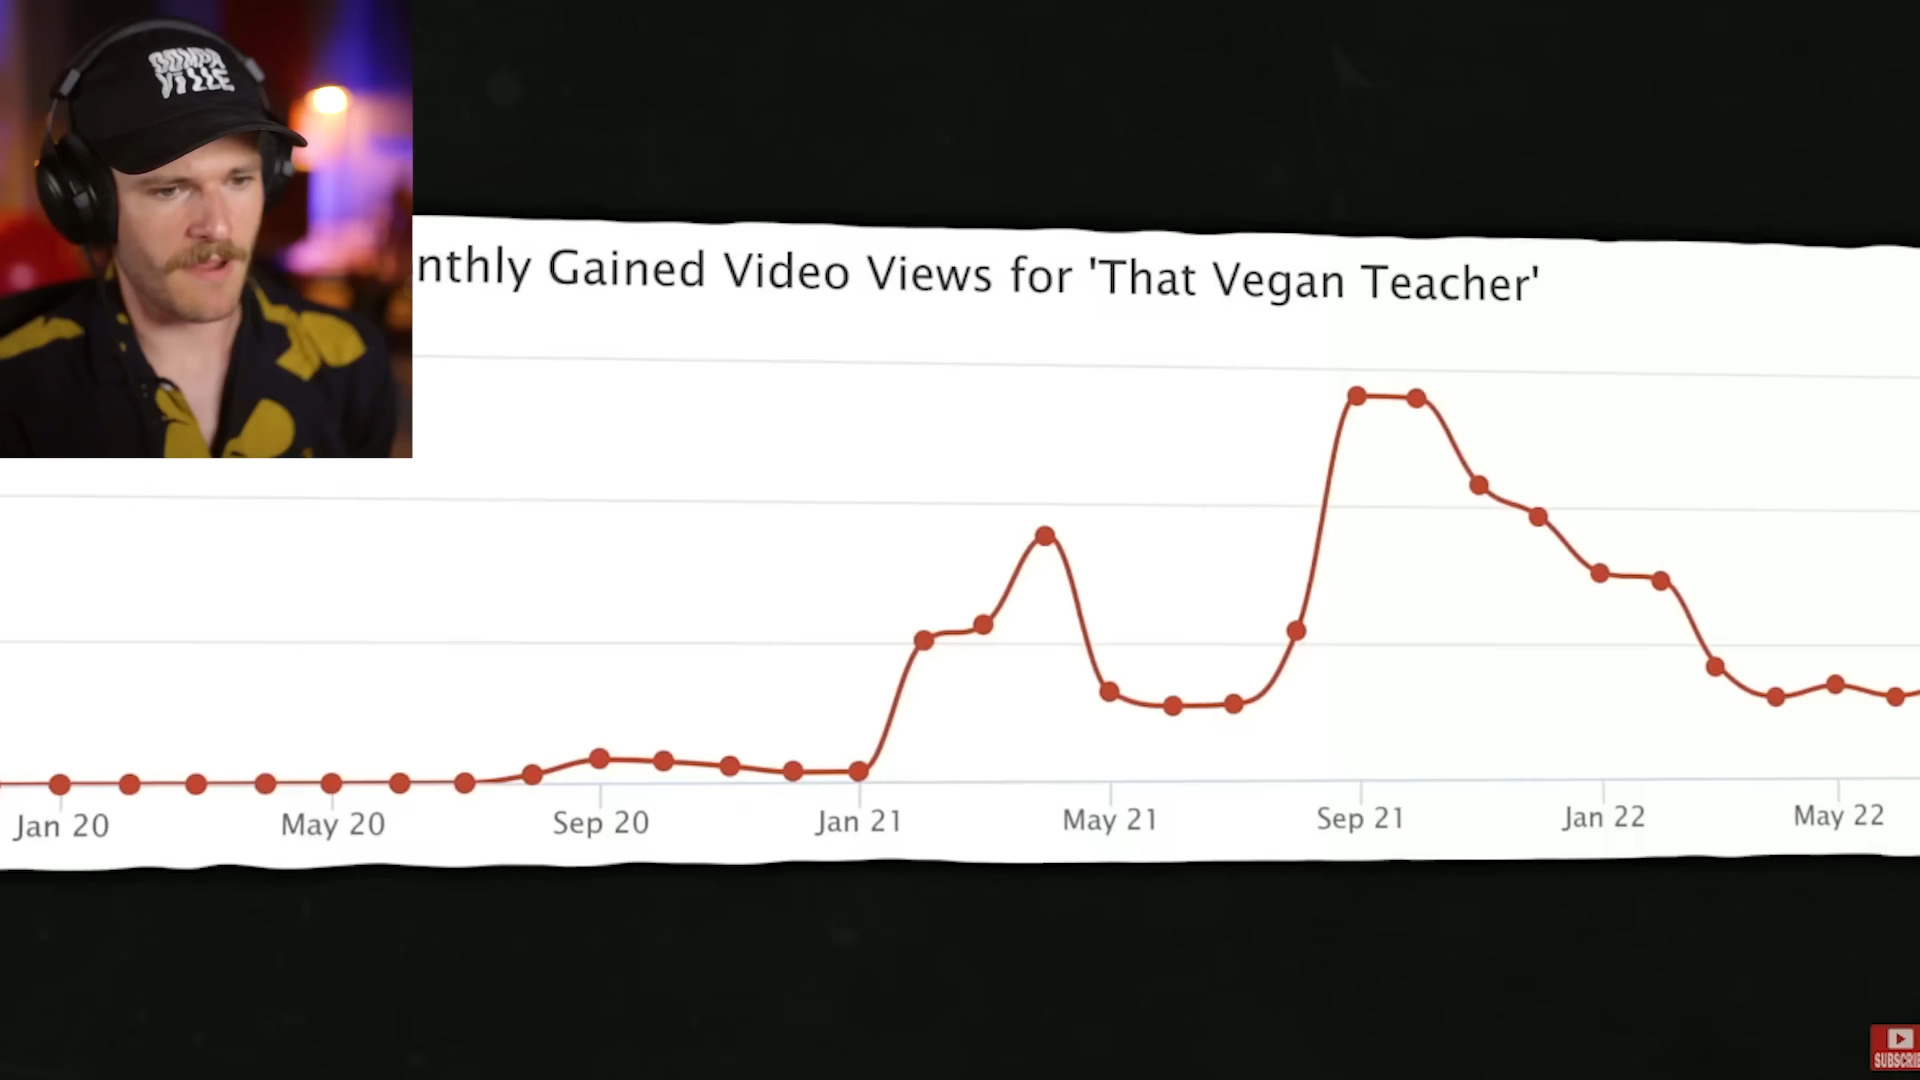 nthly Gained Video Views for 'That Vegan Teacher'
Jan 20 May 20 Sep 20 Jan 21 May 21 Sep 21 Jan 22 May 22